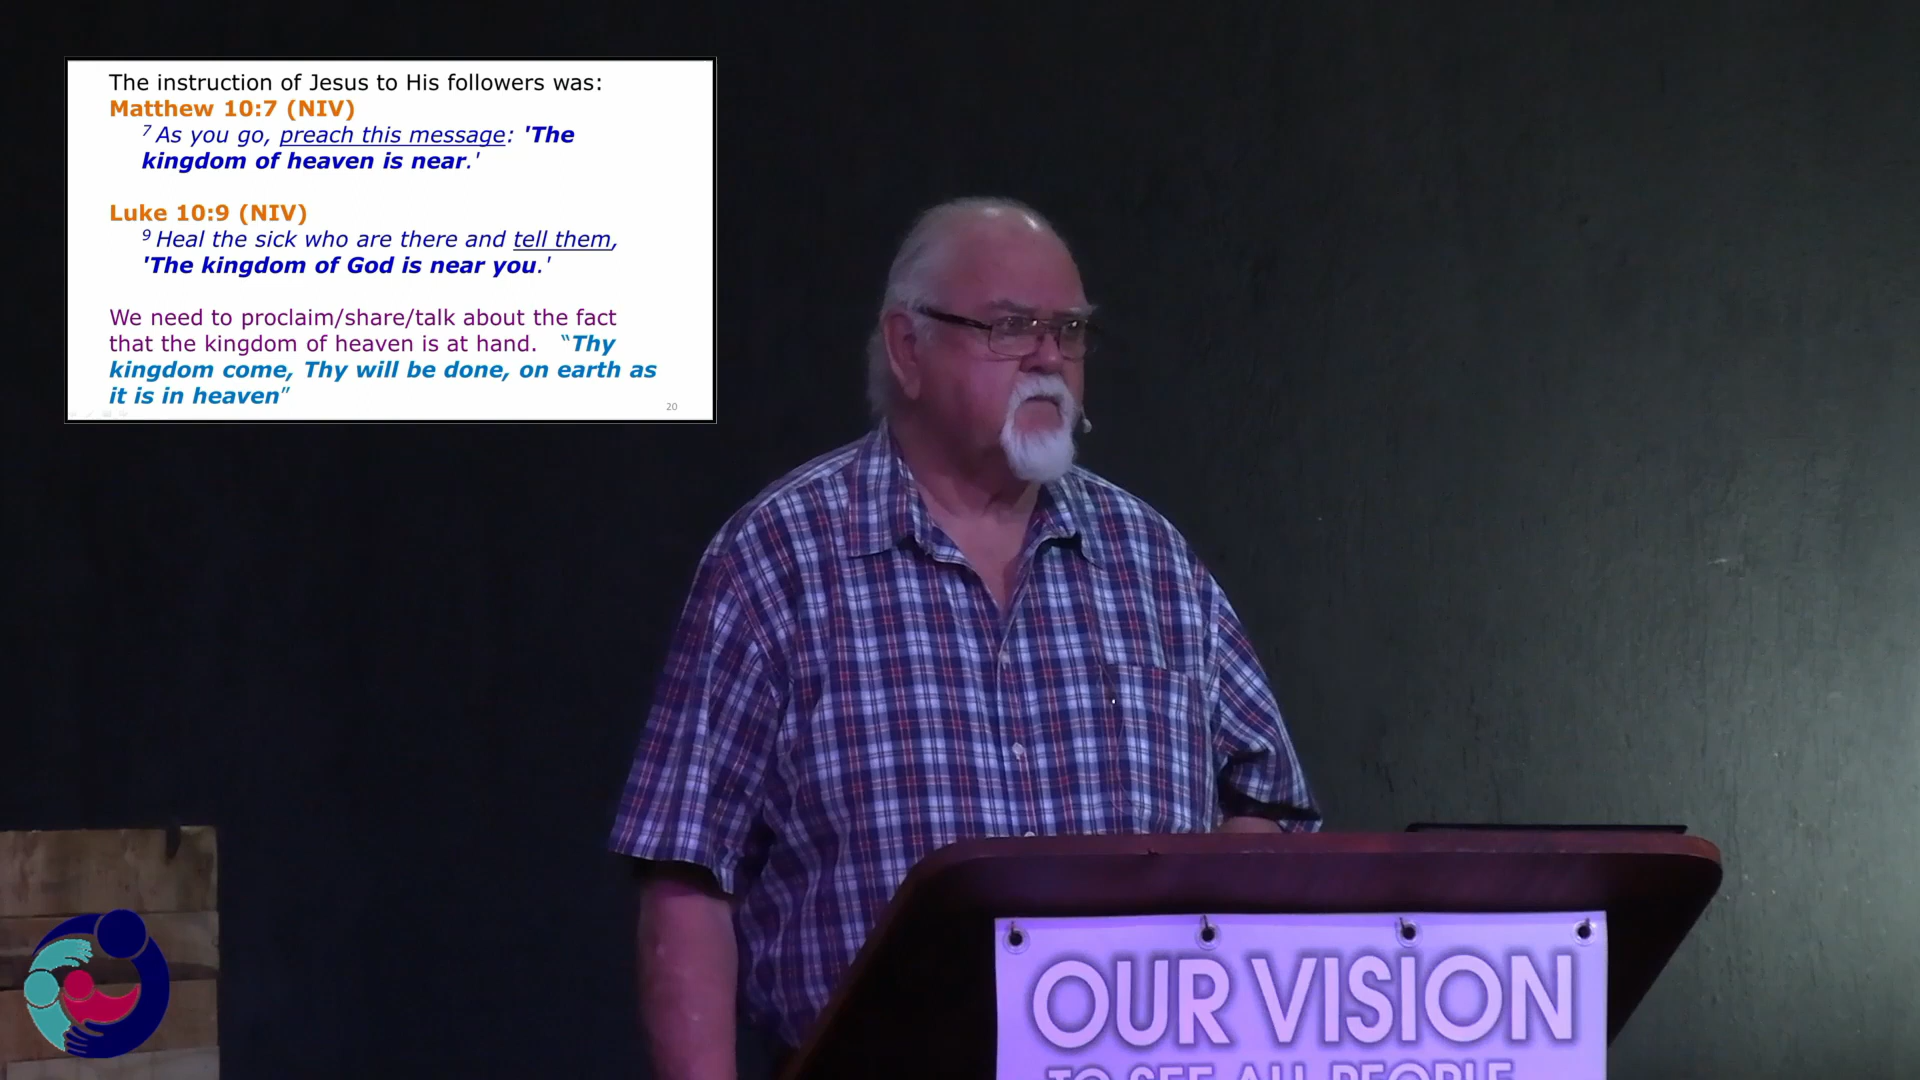 The instruction of Jesus to His followers was:
Matthew 10:7 (NIV)
7 As you go, preach this message: 'The
kingdom of heaven is near.'
Luke 10:9 (NIV)
9 Heal the sick who are there and tell them,
'The kingdom of God is near you.'
We need to proclaim/share/talk about the fact
that the kingdom of heaven is at hand. “Thy
kingdom come, Thy will be done, on earth as
it is in heaven”
20
OUR VISION
TO SEE ALL PEOPLE